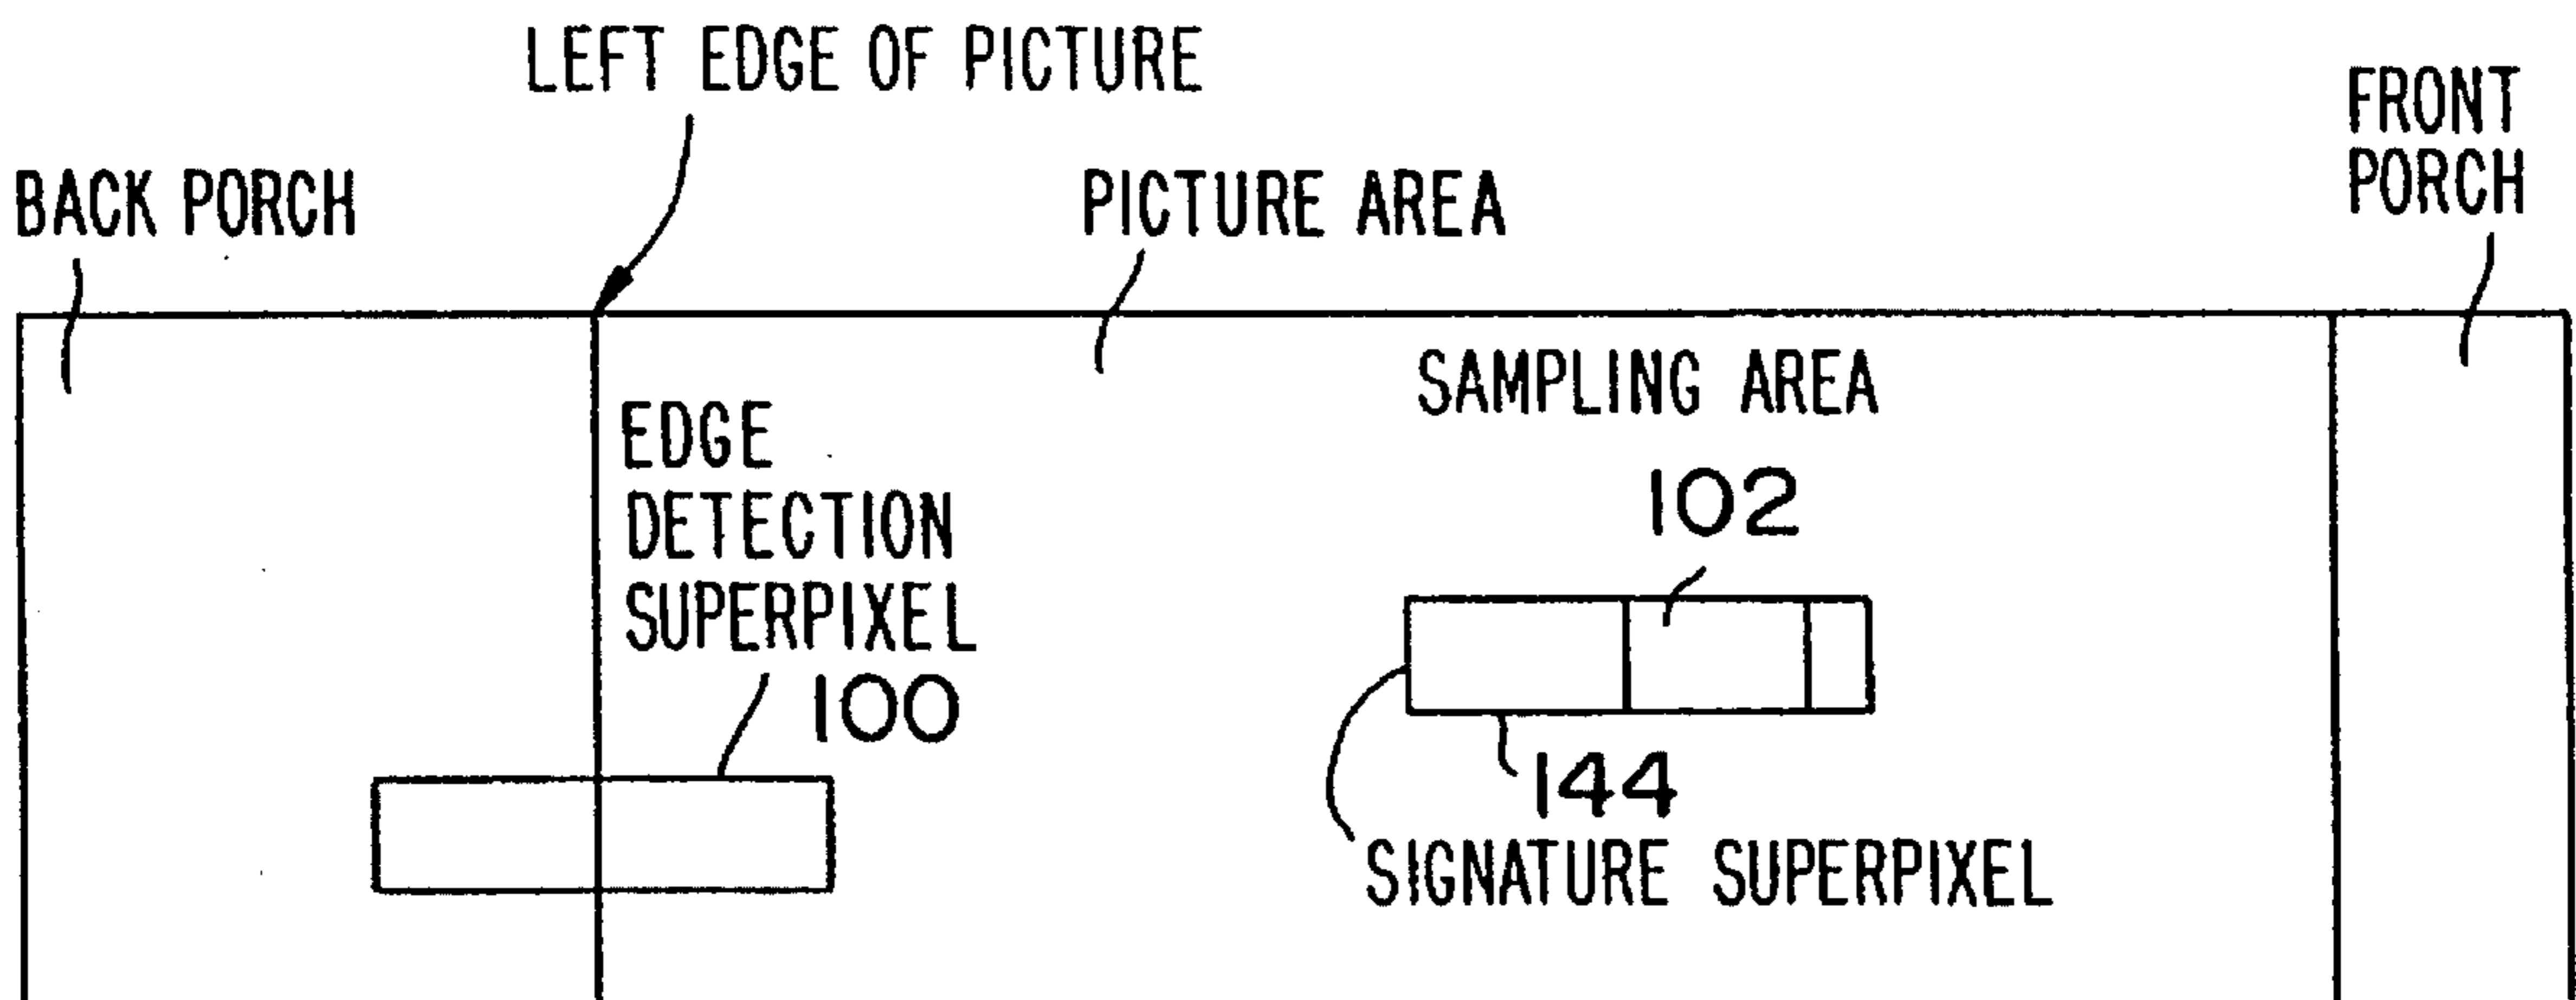 LEFT EDGE OF PICTURE
FRONT
PORCH
BACK PORCH
PICTURE AREA
SAMPLING AREA
EDGE
DETECTION
SUPERPIXEL
102
100
144
SIGNATURE SUPERPIXEL